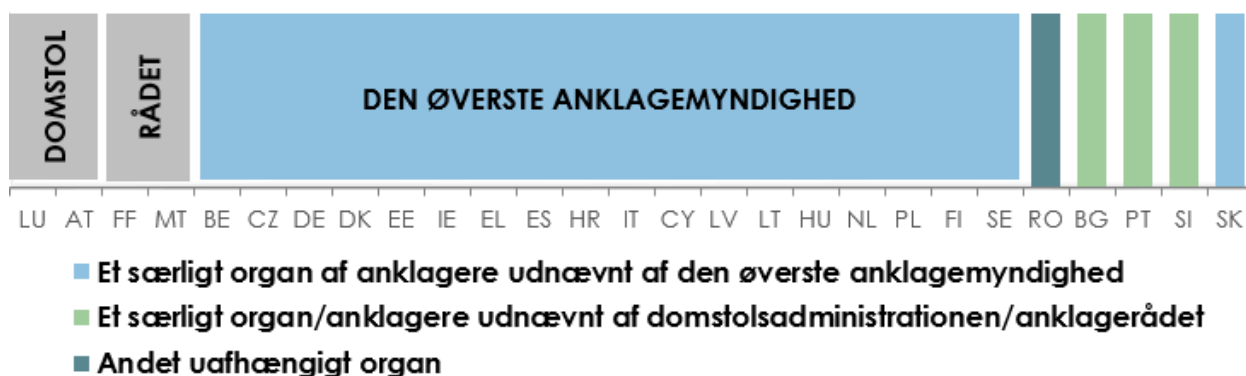 DOMSTOL
RÅDET
DEN ØVERSTE ANKLAGEMYNDIGHED
LU AT FF MT BE CZ DE DK EE IE EL ES HR IT CY LV LT HU NL PL FI SE RO BG PT SI SK
Et særligt organ af anklagere udnævnt af den øverste anklagemyndighed
Et særligt organ/anklagere udnævnt af domstolsadministrationen/anklagerådet
Andet uafhængigt organ